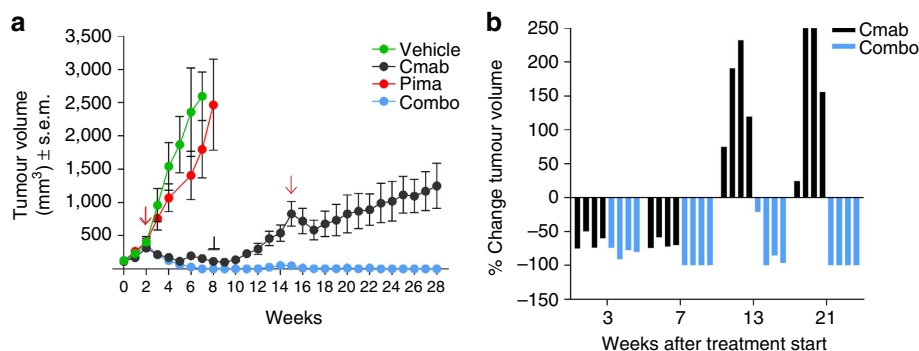 a
3,500
3,000
2,500
2,000
1,500
1,000
500
0 2 4 6 8 10 12 14 16 18 20 22 24 26 28
Weeks
Tumour volume
(mm³) ± s.e.m.
Vehicle
Cmab
Pima
Combo
b
250
200
150
100
50
0
−50
−100
−150
3 7 13 21
Weeks after treatment start
% Change tumour volume
Cmab
Combo